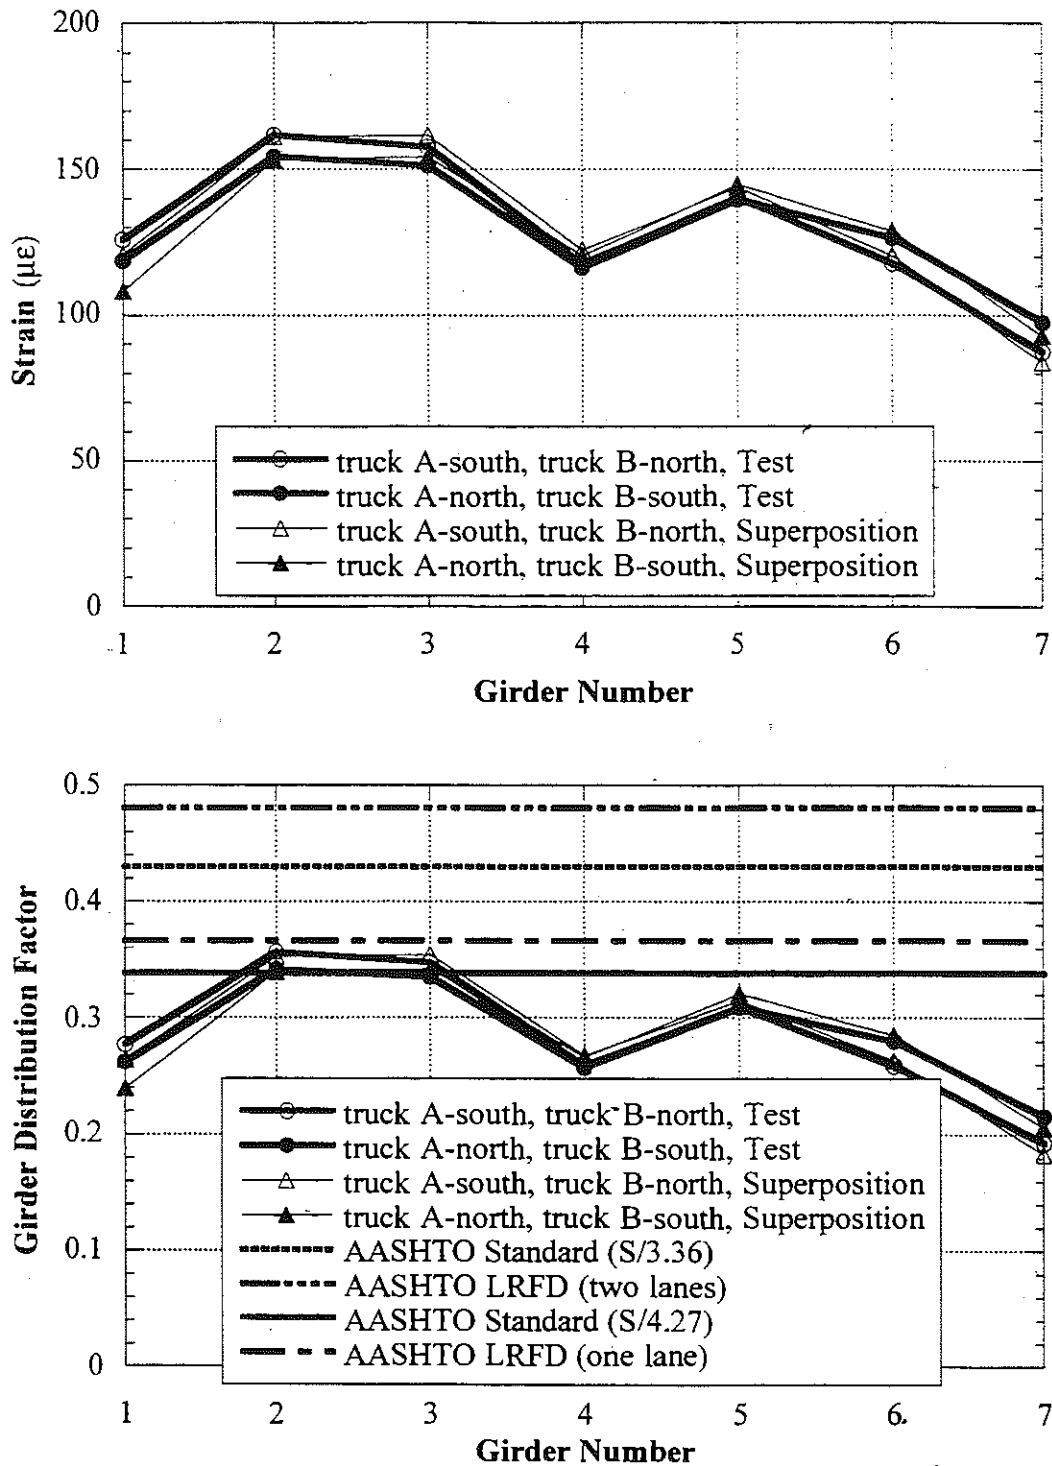 200
150
100
50
0
Strain (με)
truck A-south, truck B-north, Test
truck A-north, truck B-south, Test
truck A-south, truck B-north, Superposition
truck A-north, truck B-south, Superposition
1 2 3 4 5 6 7
Girder Number
0.5
0.4
0.3
0.2
0.1
0
Girder Distribution Factor
truck A-south, truck B-north, Test
truck A-north, truck B-south, Test
truck A-south, truck B-north, Superposition
truck A-north, truck B-south, Superposition
AASHTO Standard (S/3.36)
AASHTO LRFD (two lanes)
AASHTO Standard (S/4.27)
AASHTO LRFD (one lane)
1 2 3 4 5 6 7
Girder Number